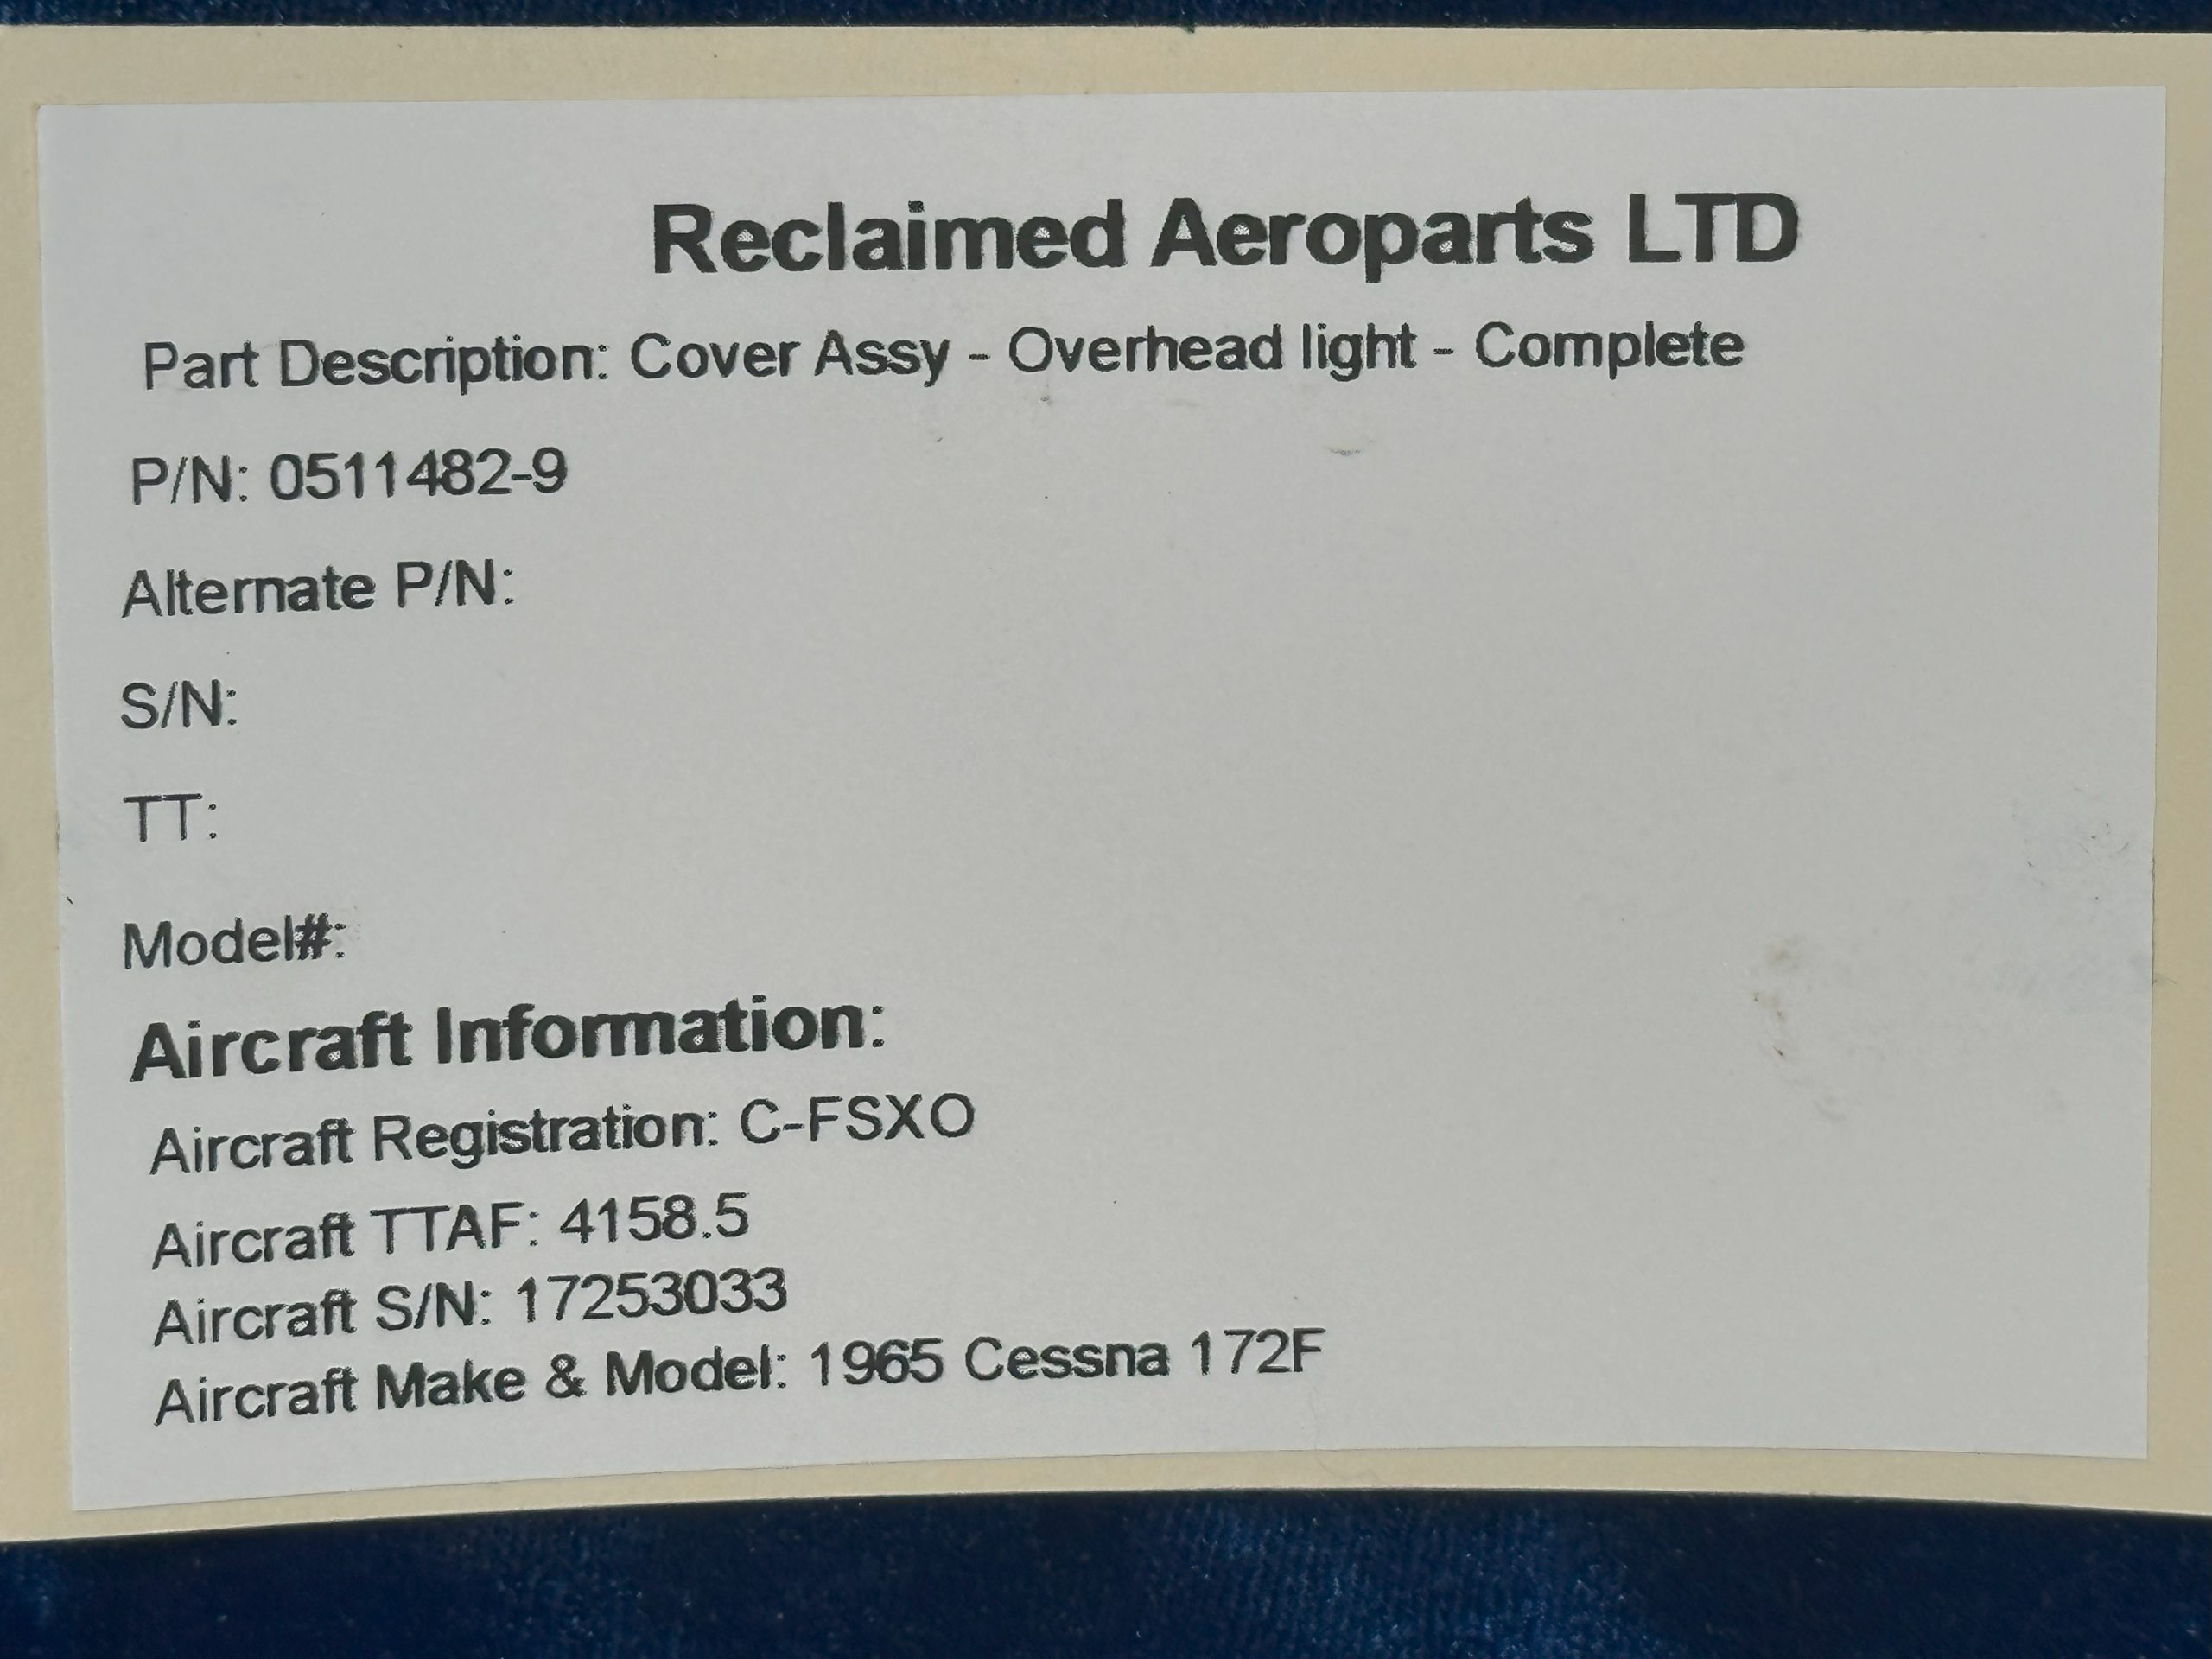 Reclaimed Aeroparts LTD
Part Description: Cover Assy - Overhead light - Complete
P/N: 0511482-9
Alternate P/N:
S/N:
TT:
Model#:
Aircraft Information:
Aircraft Registration: C-FSXO
Aircraft TTAF: 4158.5
Aircraft S/N: 17253033
Aircraft Make & Model: 1965 Cessna 172F